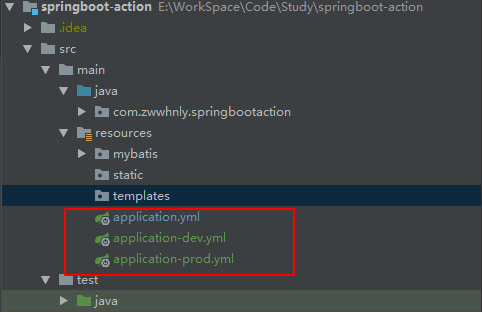 springboot-action E:\WorkSpace\Code\Study\springboot-action
.idea
src
main
java
com.zwwhnly.springbootaction
resources
mybatis
static
templates
application.yml
application-dev.yml
application-prod.yml
test
java